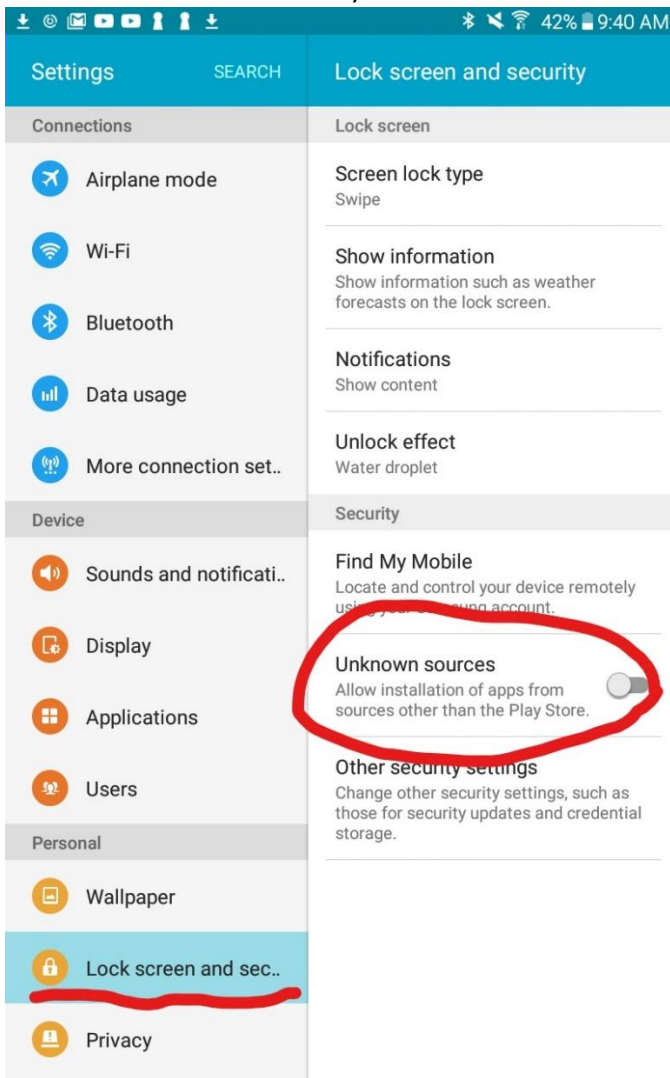 42% 9:40 AM
Settings
SEARCH
Connections
Airplane mode
Wi-Fi
Bluetooth
Data usage
More connection set..
Device
Sounds and notificati..
Display
Applications
Users
Personal
Wallpaper
Lock screen and sec..
Privacy
Lock screen and security
Lock screen
Screen lock type
Swipe
Show information
Show information such as weather
forecasts on the lock screen.
Notifications
Show content
Unlock effect
Water droplet
Security
Find My Mobile
Locate and control your device remotely
using your Samsung account.
Unknown sources
Allow installation of apps from
sources other than the Play Store.
Other security settings
Change other security settings, such as
those for security updates and credential
storage.